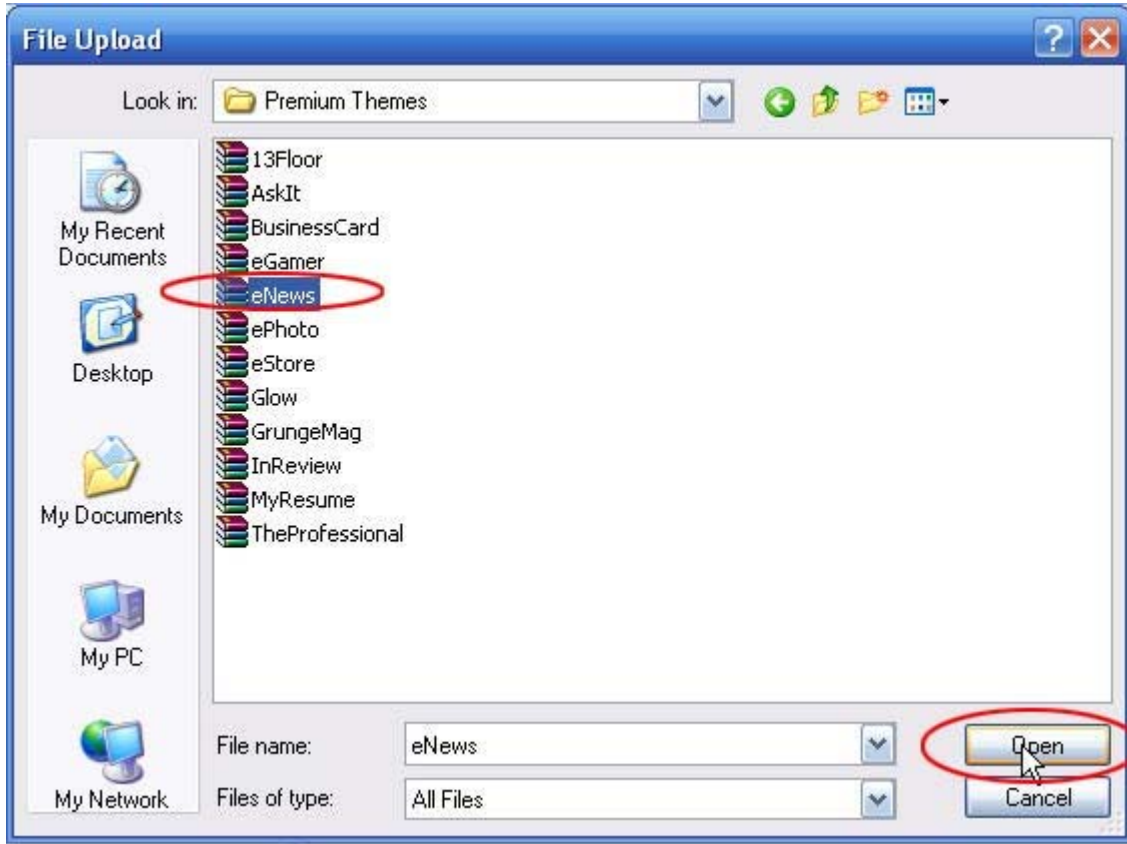 File Upload
Look in:
Premium Themes
My Recent
Documents
Desktop
My Documents
My PC
My Network
13Floor
AskIt
BusinessCard
eGamer
eNews
ePhoto
eStore
Glow
GrungeMag
InReview
MyResume
TheProfessional
File name:
eNews
Open
Files of type:
All Files
Cancel